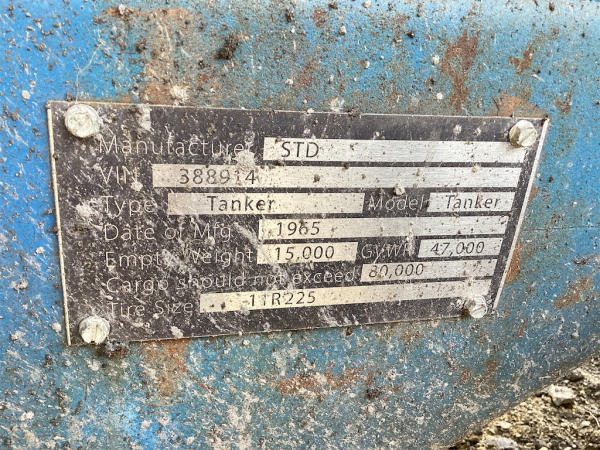 Manufacturer STD
VIN 388914
Type Tanker Model Tanker
Date of Mfg 1965
Empty Weight 15,000 GVWR 47,000
Cargo should not exceed 80,000
Tire Size 11R225